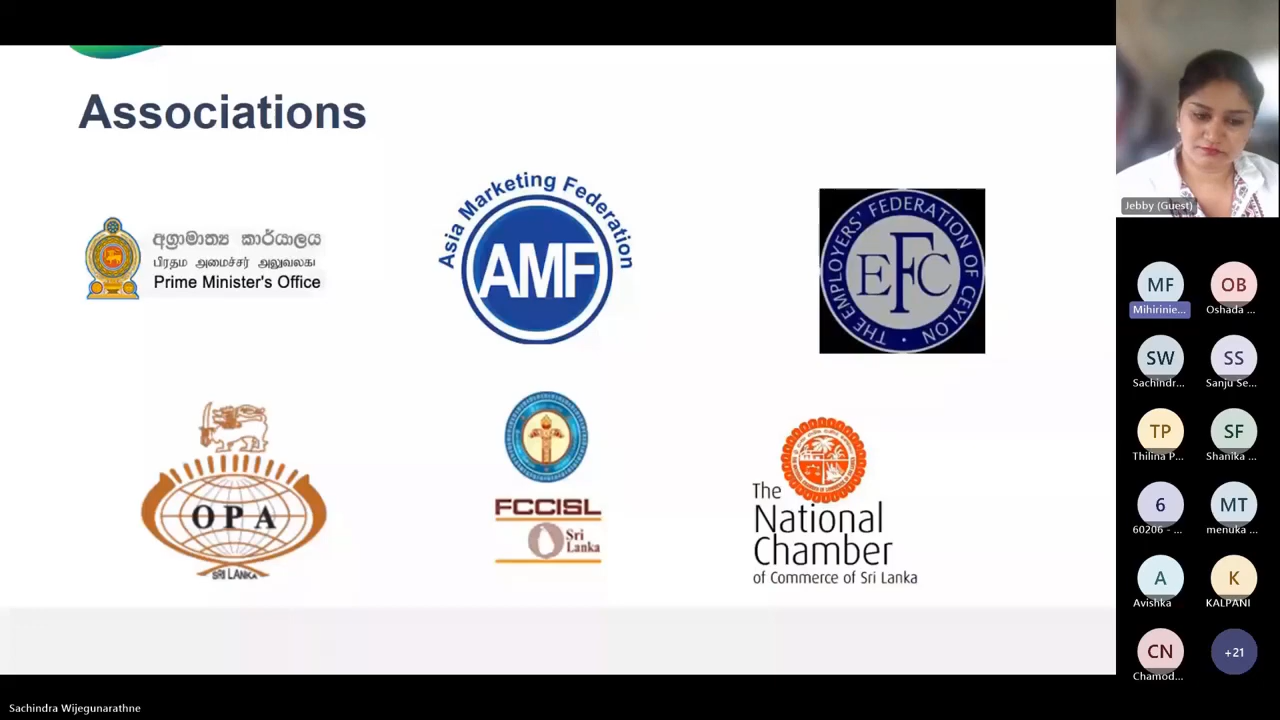 Associations
අග්‍රාමාත්‍ය කාර්යාලය
பிரதம அமைச்சர் அலுவலகம்
Prime Minister's Office
Asia Marketing Federation
AMF
THE EMPLOYERS' FEDERATION OF CEYLON
EFC
OPA
SRI LANKA
FCCISL
Sri
Lanka
The
National
Chamber
of Commerce of Sri Lanka
Jebby (Guest)
MF
OB
Mihirinie...
Oshada ...
SW
SS
Sachindr...
Sanju Se...
TP
SF
Thilina P...
Shanika ...
6
MT
60206 - ...
menuka ...
A
K
Avishka
KALPANI
CN
+21
Chamod...
Sachindra Wijegunarathne